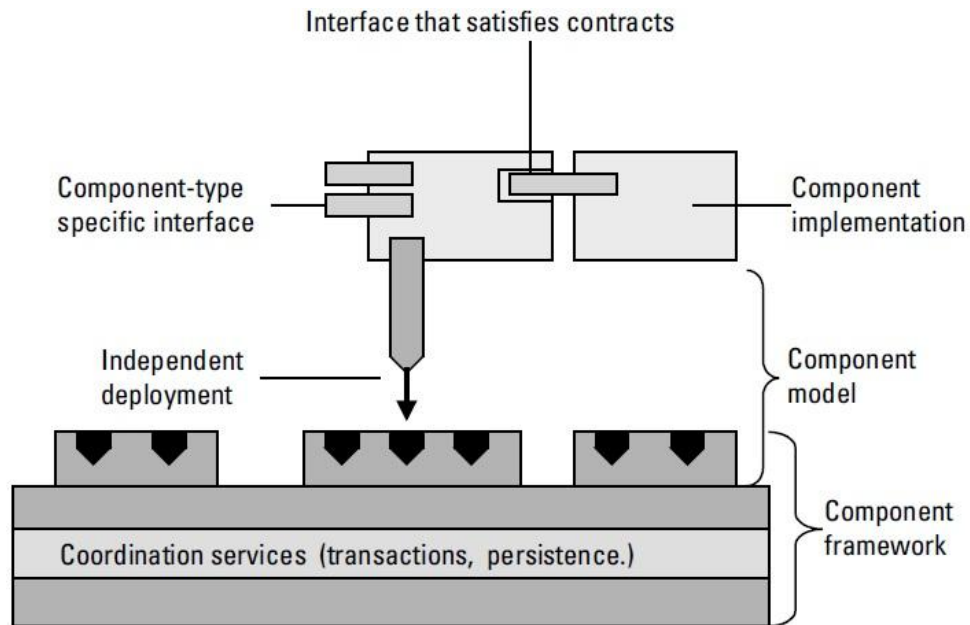 Interface that satisfies contracts
Component-type
specific interface
Component
implementation
Independent
deployment
Component
model
Component
framework
Coordination services (transactions, persistence.)